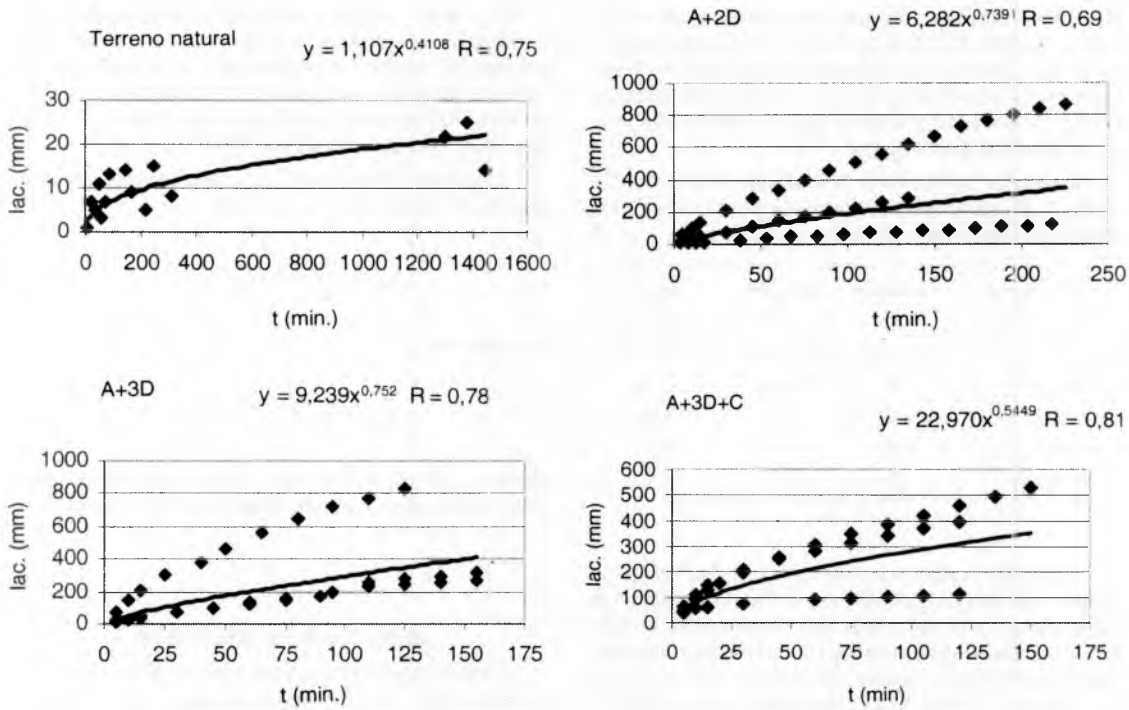 Terreno natural
y = 1,107x^0,4108 R = 0,75
Iac. (mm)
30
20
10
0
0 200 400 600 800 1000 1200 1400 1600
t (min.)
A+2D
y = 6,282x^0,7391 R = 0,69
Iac. (mm)
1000
800
600
400
200
0
0 50 100 150 200 250
t (min.)
A+3D
y = 9,239x^0,752 R = 0,78
Iac. (mm)
1000
800
600
400
200
0
0 25 50 75 100 125 150 175
t (min.)
A+3D+C
y = 22,970x^0,5449 R = 0,81
Iac. (mm)
600
500
400
300
200
100
0
0 25 50 75 100 125 150 175
t (min)